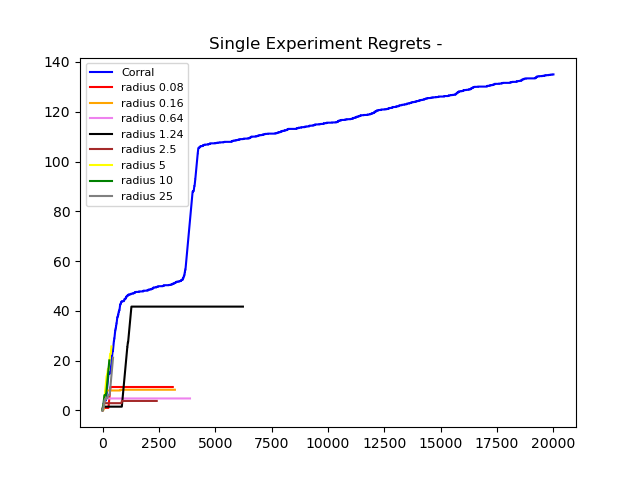 Single Experiment Regrets -
140
120
100
80
60
40
20
0
Corral
radius 0.08
radius 0.16
radius 0.64
radius 1.24
radius 2.5
radius 5
radius 10
radius 25
0 2500 5000 7500 10000 12500 15000 17500 20000